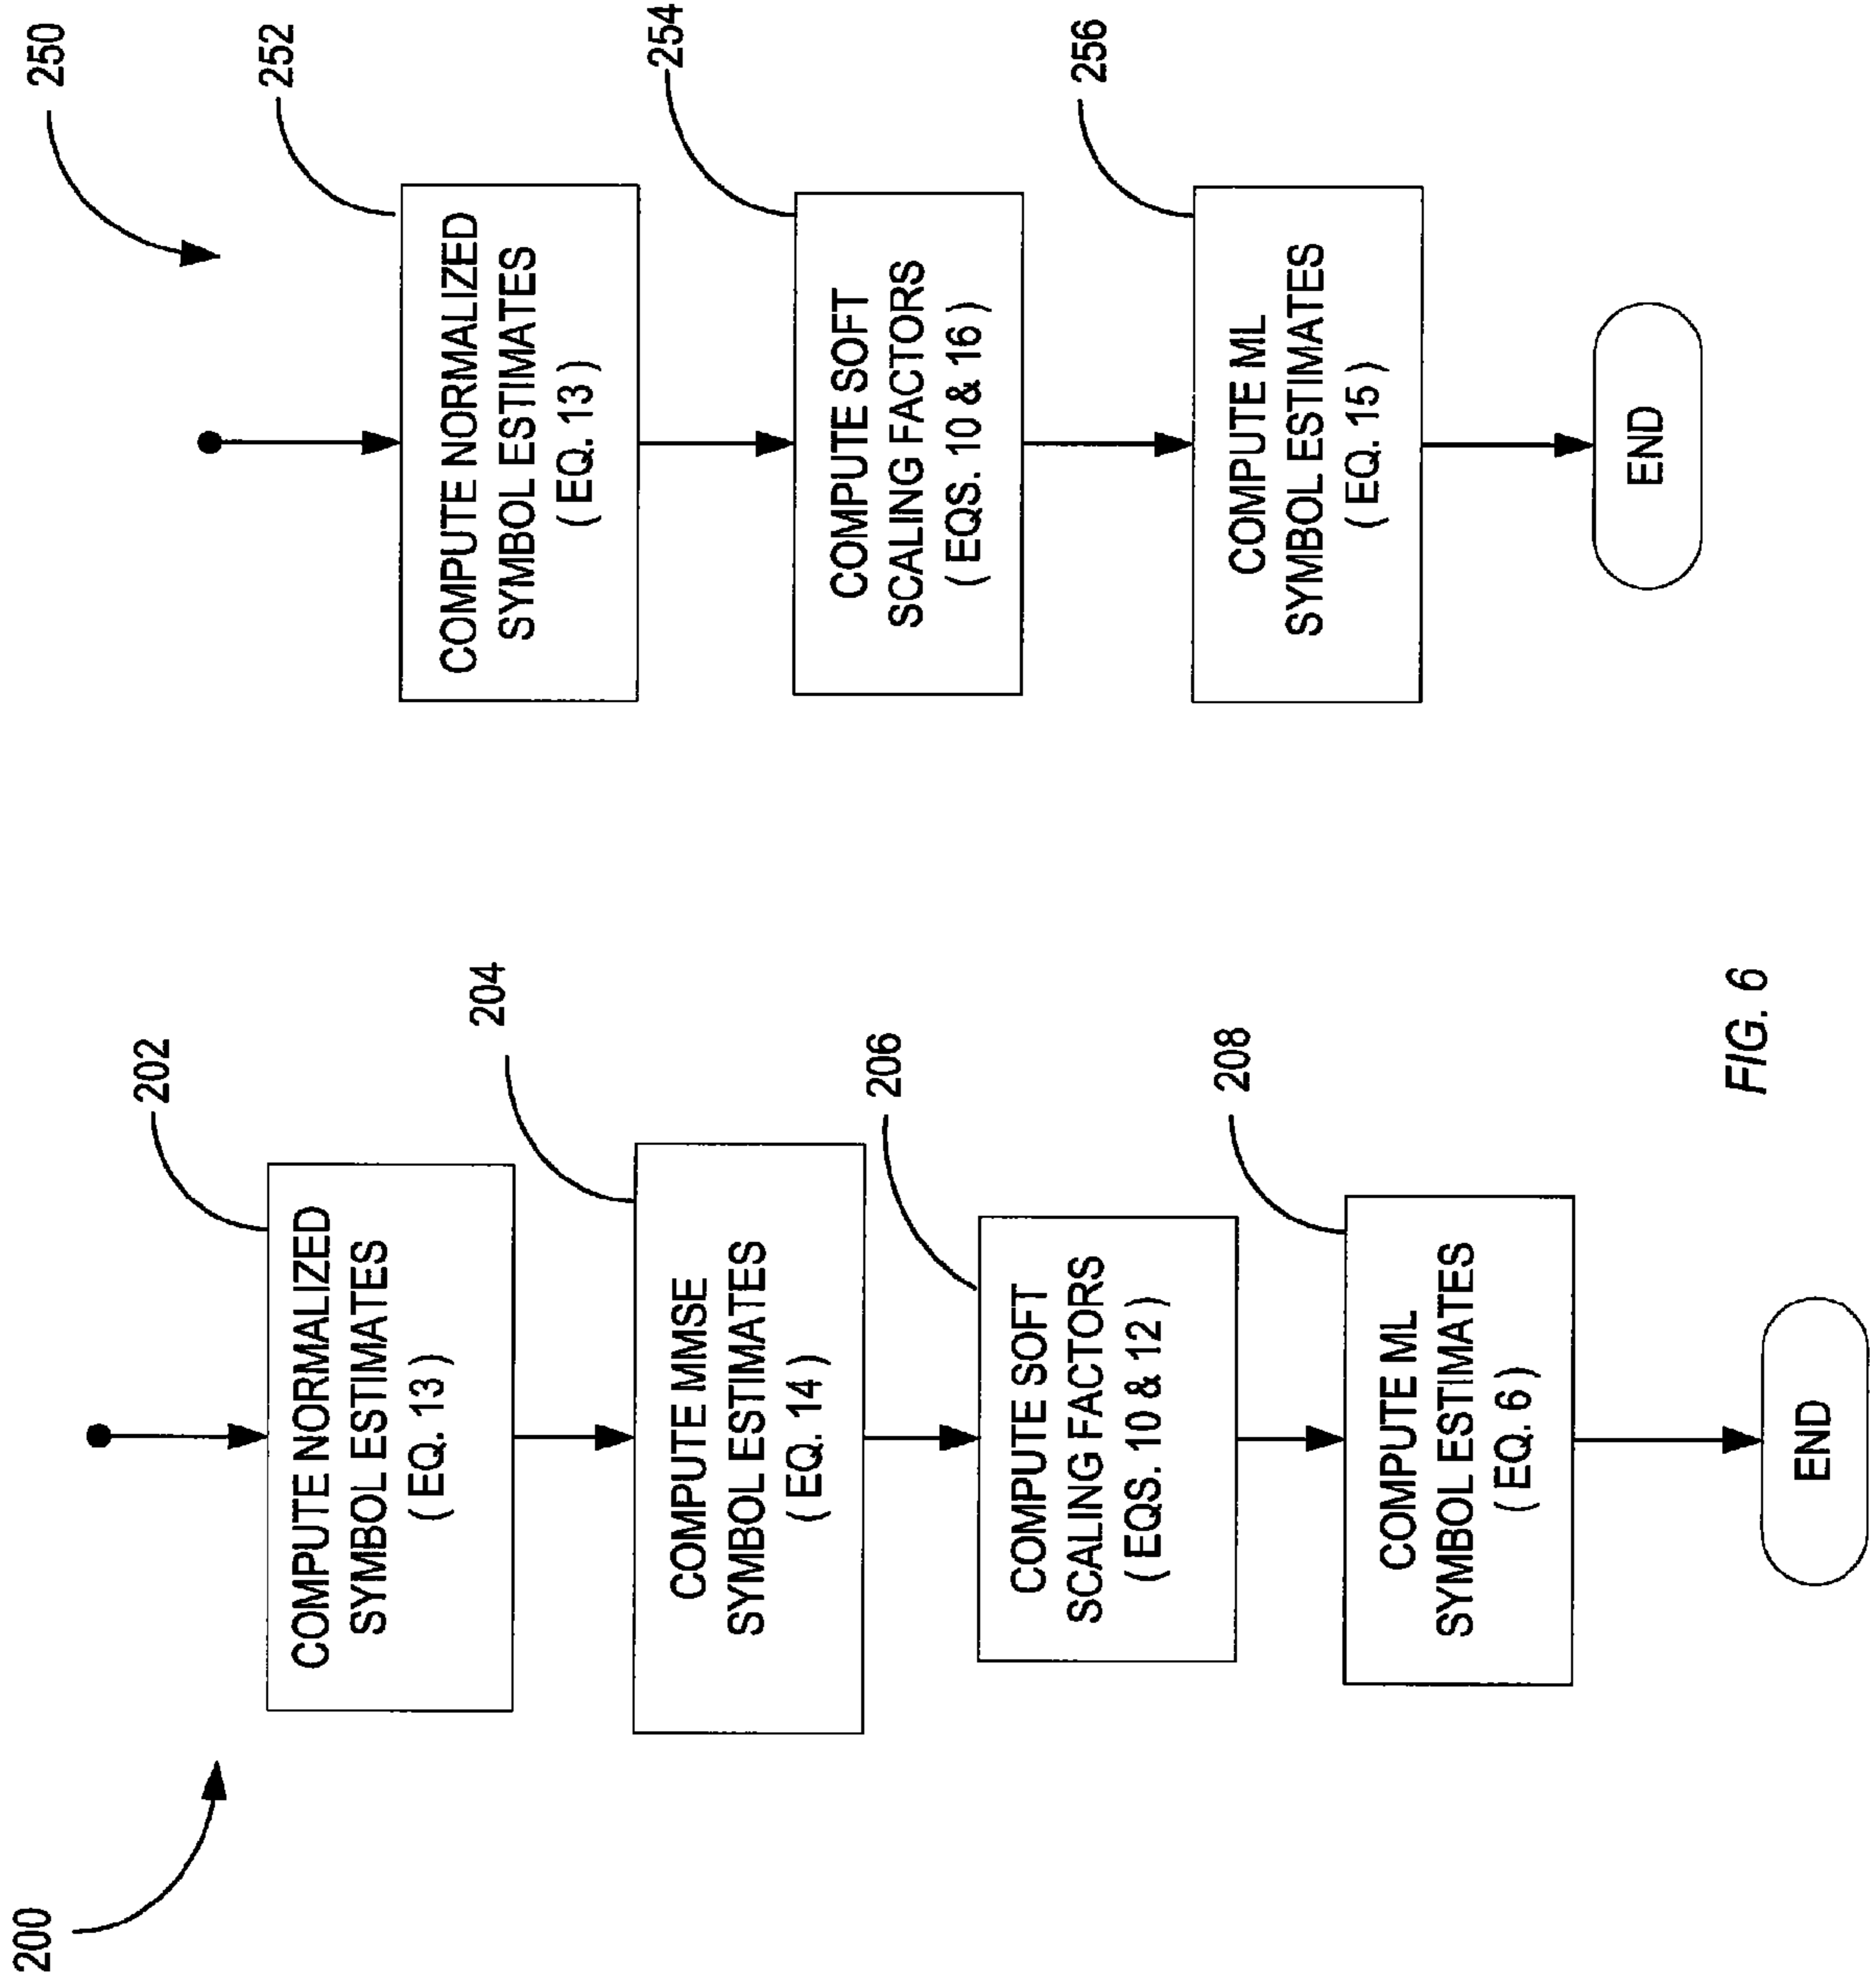 200
202
COMPUTE NORMALIZED
SYMBOL ESTIMATES
( EQ. 13 )
204
COMPUTE MMSE
SYMBOL ESTIMATES
( EQ. 14 )
206
COMPUTE SOFT
SCALING FACTORS
( EQS. 10 & 12 )
208
COMPUTE ML
SYMBOL ESTIMATES
( EQ. 6 )
END
250
252
COMPUTE NORMALIZED
SYMBOL ESTIMATES
( EQ. 13 )
254
COMPUTE SOFT
SCALING FACTORS
( EQS. 10 & 16 )
256
COMPUTE ML
SYMBOL ESTIMATES
( EQ. 15 )
END
FIG. 6